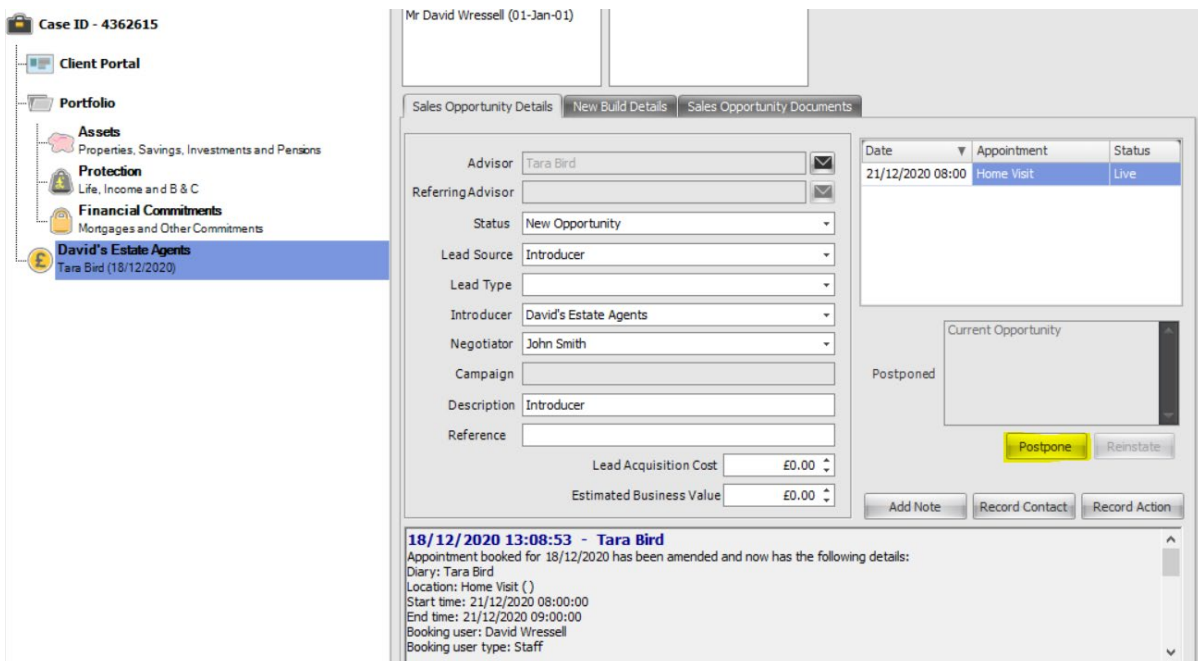 Case ID - 4362615
Client Portal
Portfolio
Assets
Properties, Savings, Investments and Pensions
Protection
Life, Income and B & C
Financial Commitments
Mortgages and Other Commitments
David's Estate Agents
Tara Bird (18/12/2020)
Mr David Wressell (01-Jan-01)
Sales Opportunity Details New Build Details Sales Opportunity Documents
Advisor Tara Bird
Referring Advisor
Status New Opportunity
Lead Source Introducer
Lead Type
Introducer David's Estate Agents
Negotiator John Smith
Campaign
Description Introducer
Reference
Lead Acquisition Cost £0.00
Estimated Business Value £0.00
Date Appointment Status
21/12/2020 08:00 Home Visit Live
Current Opportunity
Postponed
Postpone Reinstate
Add Note Record Contact Record Action
18/12/2020 13:08:53 - Tara Bird
Appointment booked for 18/12/2020 has been amended and now has the following details:
Diary: Tara Bird
Location: Home Visit ( )
Start time: 21/12/2020 08:00:00
End time: 21/12/2020 09:00:00
Booking user: David Wressell
Booking user type: Staff